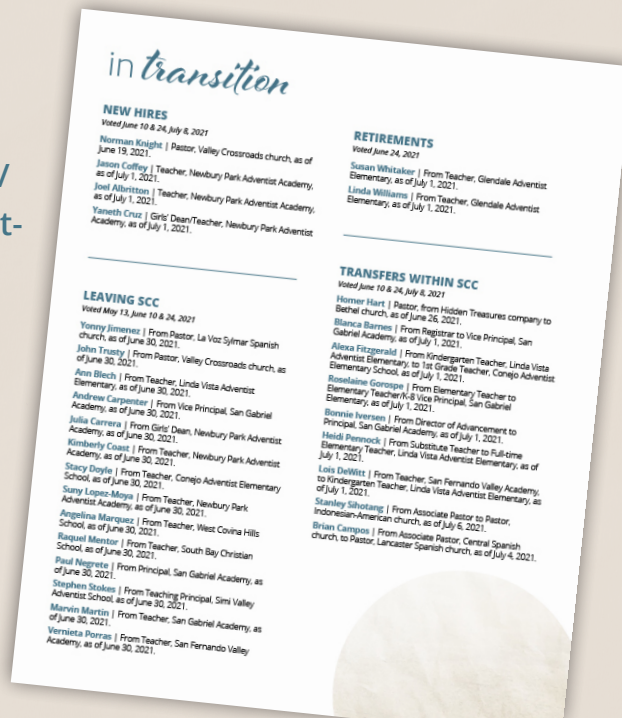 /
t-
in transition
NEW HIRES
Voted June 10 & 24, July 8, 2021
Norman Knight | Pastor, Valley Crossroads church, as of
June 19, 2021.
Jason Coffey | Teacher, Newbury Park Adventist Academy,
as of July 1, 2021.
Joel Albritton | Teacher, Newbury Park Adventist Academy,
as of July 1, 2021.
Yaneth Cruz | Girls' Dean/Teacher, Newbury Park Adventist
Academy, as of July 1, 2021.
LEAVING SCC
Voted May 13, June 10 & 24, 2021
Yonny Jimenez | From Pastor, La Voz Sylmar Spanish
church, as of June 30, 2021.
John Trusty | From Pastor, Valley Crossroads church, as
of June 30, 2021.
Ann Blech | From Teacher, Linda Vista Adventist
Elementary, as of June 30, 2021.
Andrew Carpenter | From Vice Principal, San Gabriel
Academy, as of June 30, 2021.
Julia Carrera | From Girls' Dean, Newbury Park Adventist
Academy, as of June 30, 2021.
Kimberly Coast | From Teacher, Newbury Park Adventist
Academy, as of June 30, 2021.
Stacy Doyle | From Teacher, Conejo Adventist Elementary
School, as of June 30, 2021.
Suny Lopez-Moya | From Teacher, Newbury Park
Adventist Academy, as of June 30, 2021.
Angelina Marquez | From Teacher, West Covina Hills
School, as of June 30, 2021.
Raquel Mentor | From Teacher, South Bay Christian
School, as of June 30, 2021.
Paul Negrete | From Principal, San Gabriel Academy, as
of June 30, 2021.
Stephen Stokes | From Teaching Principal, Simi Valley
Adventist School, as of June 30, 2021.
Marvin Martin | From Teacher, San Gabriel Academy, as
of June 30, 2021.
Vernieta Porras | From Teacher, San Fernando Valley
Academy, as of June 30, 2021.
RETIREMENTS
Voted June 24, 2021
Susan Whitaker | From Teacher, Glendale Adventist
Elementary, as of July 1, 2021.
Linda Williams | From Teacher, Glendale Adventist
Elementary, as of July 1, 2021.
TRANSFERS WITHIN SCC
Voted June 10 & 24, July 8, 2021
Homer Hart | Pastor, from Hidden Treasures company to
Bethel church, as of June 26, 2021.
Blanca Barnes | From Registrar to Vice Principal, San
Gabriel Academy, as of July 1, 2021.
Alexa Fitzgerald | From Kindergarten Teacher, Linda Vista
Adventist Elementary, to 1st Grade Teacher, Conejo Adventist
Elementary School, as of July 1, 2021.
Roselaine Gorospe | From Elementary Teacher to
Elementary Teacher/K-8 Vice Principal, San Gabriel
Elementary, as of July 1, 2021.
Bonnie Iversen | From Director of Advancement to
Principal, San Gabriel Academy, as of July 1, 2021.
Heidi Pennock | From Substitute Teacher to Full-time
Elementary Teacher, Linda Vista Adventist Elementary, as of
July 1, 2021.
Lois DeWitt | From Teacher, San Fernando Valley Academy,
to Kindergarten Teacher, Linda Vista Adventist Elementary, as
of July 1, 2021.
Stanley Sihotang | From Associate Pastor to Pastor,
Indonesian-American church, as of July 6, 2021.
Brian Campos | From Associate Pastor, Central Spanish
church, to Pastor, Lancaster Spanish church, as of July 4, 2021.